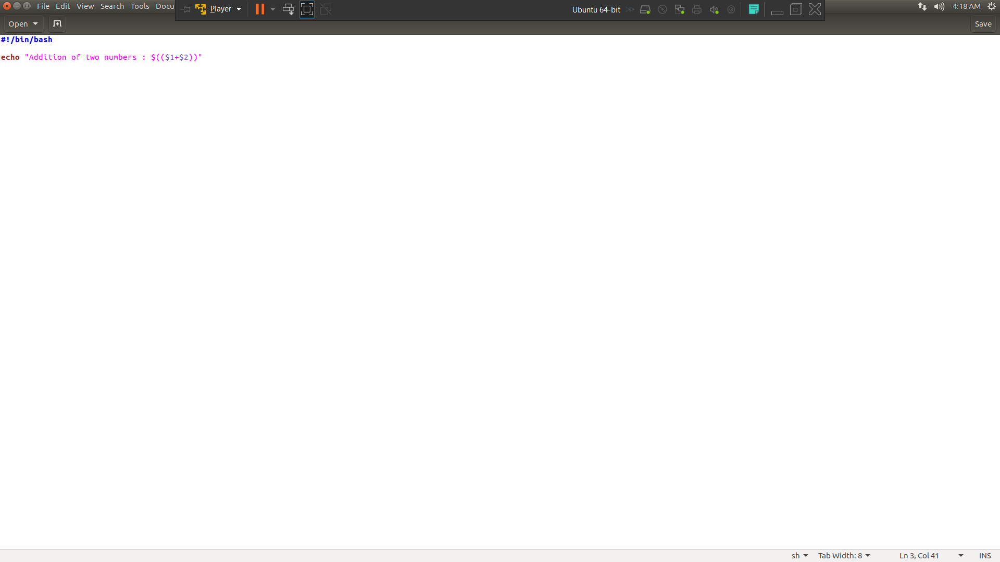 File Edit View Search Tools Docu Player Ubuntu 64-bit 4:18 AM
Open Save
#!/bin/bash
echo "Addition of two numbers : $(($1+$2))"
sh Tab Width: 8 Ln 3, Col 41 INS